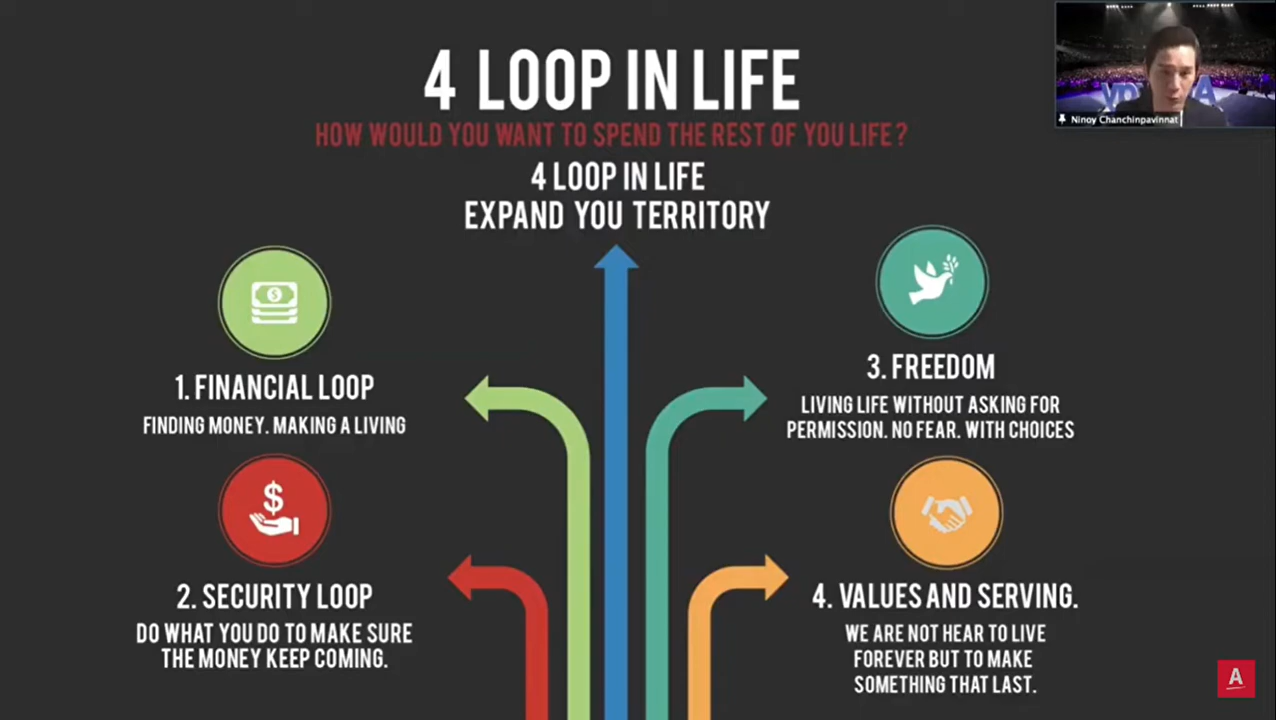 4 LOOP IN LIFE
HOW WOULD YOU WANT TO SPEND THE REST OF YOU LIFE?
4 LOOP IN LIFE
EXPAND YOU TERRITORY
1. FINANCIAL LOOP
FINDING MONEY. MAKING A LIVING
2. SECURITY LOOP
DO WHAT YOU DO TO MAKE SURE
THE MONEY KEEP COMING.
3. FREEDOM
LIVING LIFE WITHOUT ASKING FOR
PERMISSION. NO FEAR. WITH CHOICES
4. VALUES AND SERVING.
WE ARE NOT HEAR TO LIVE
FOREVER BUT TO MAKE
SOMETHING THAT LAST.
Ninoy Chanchinpavinnat
$
A